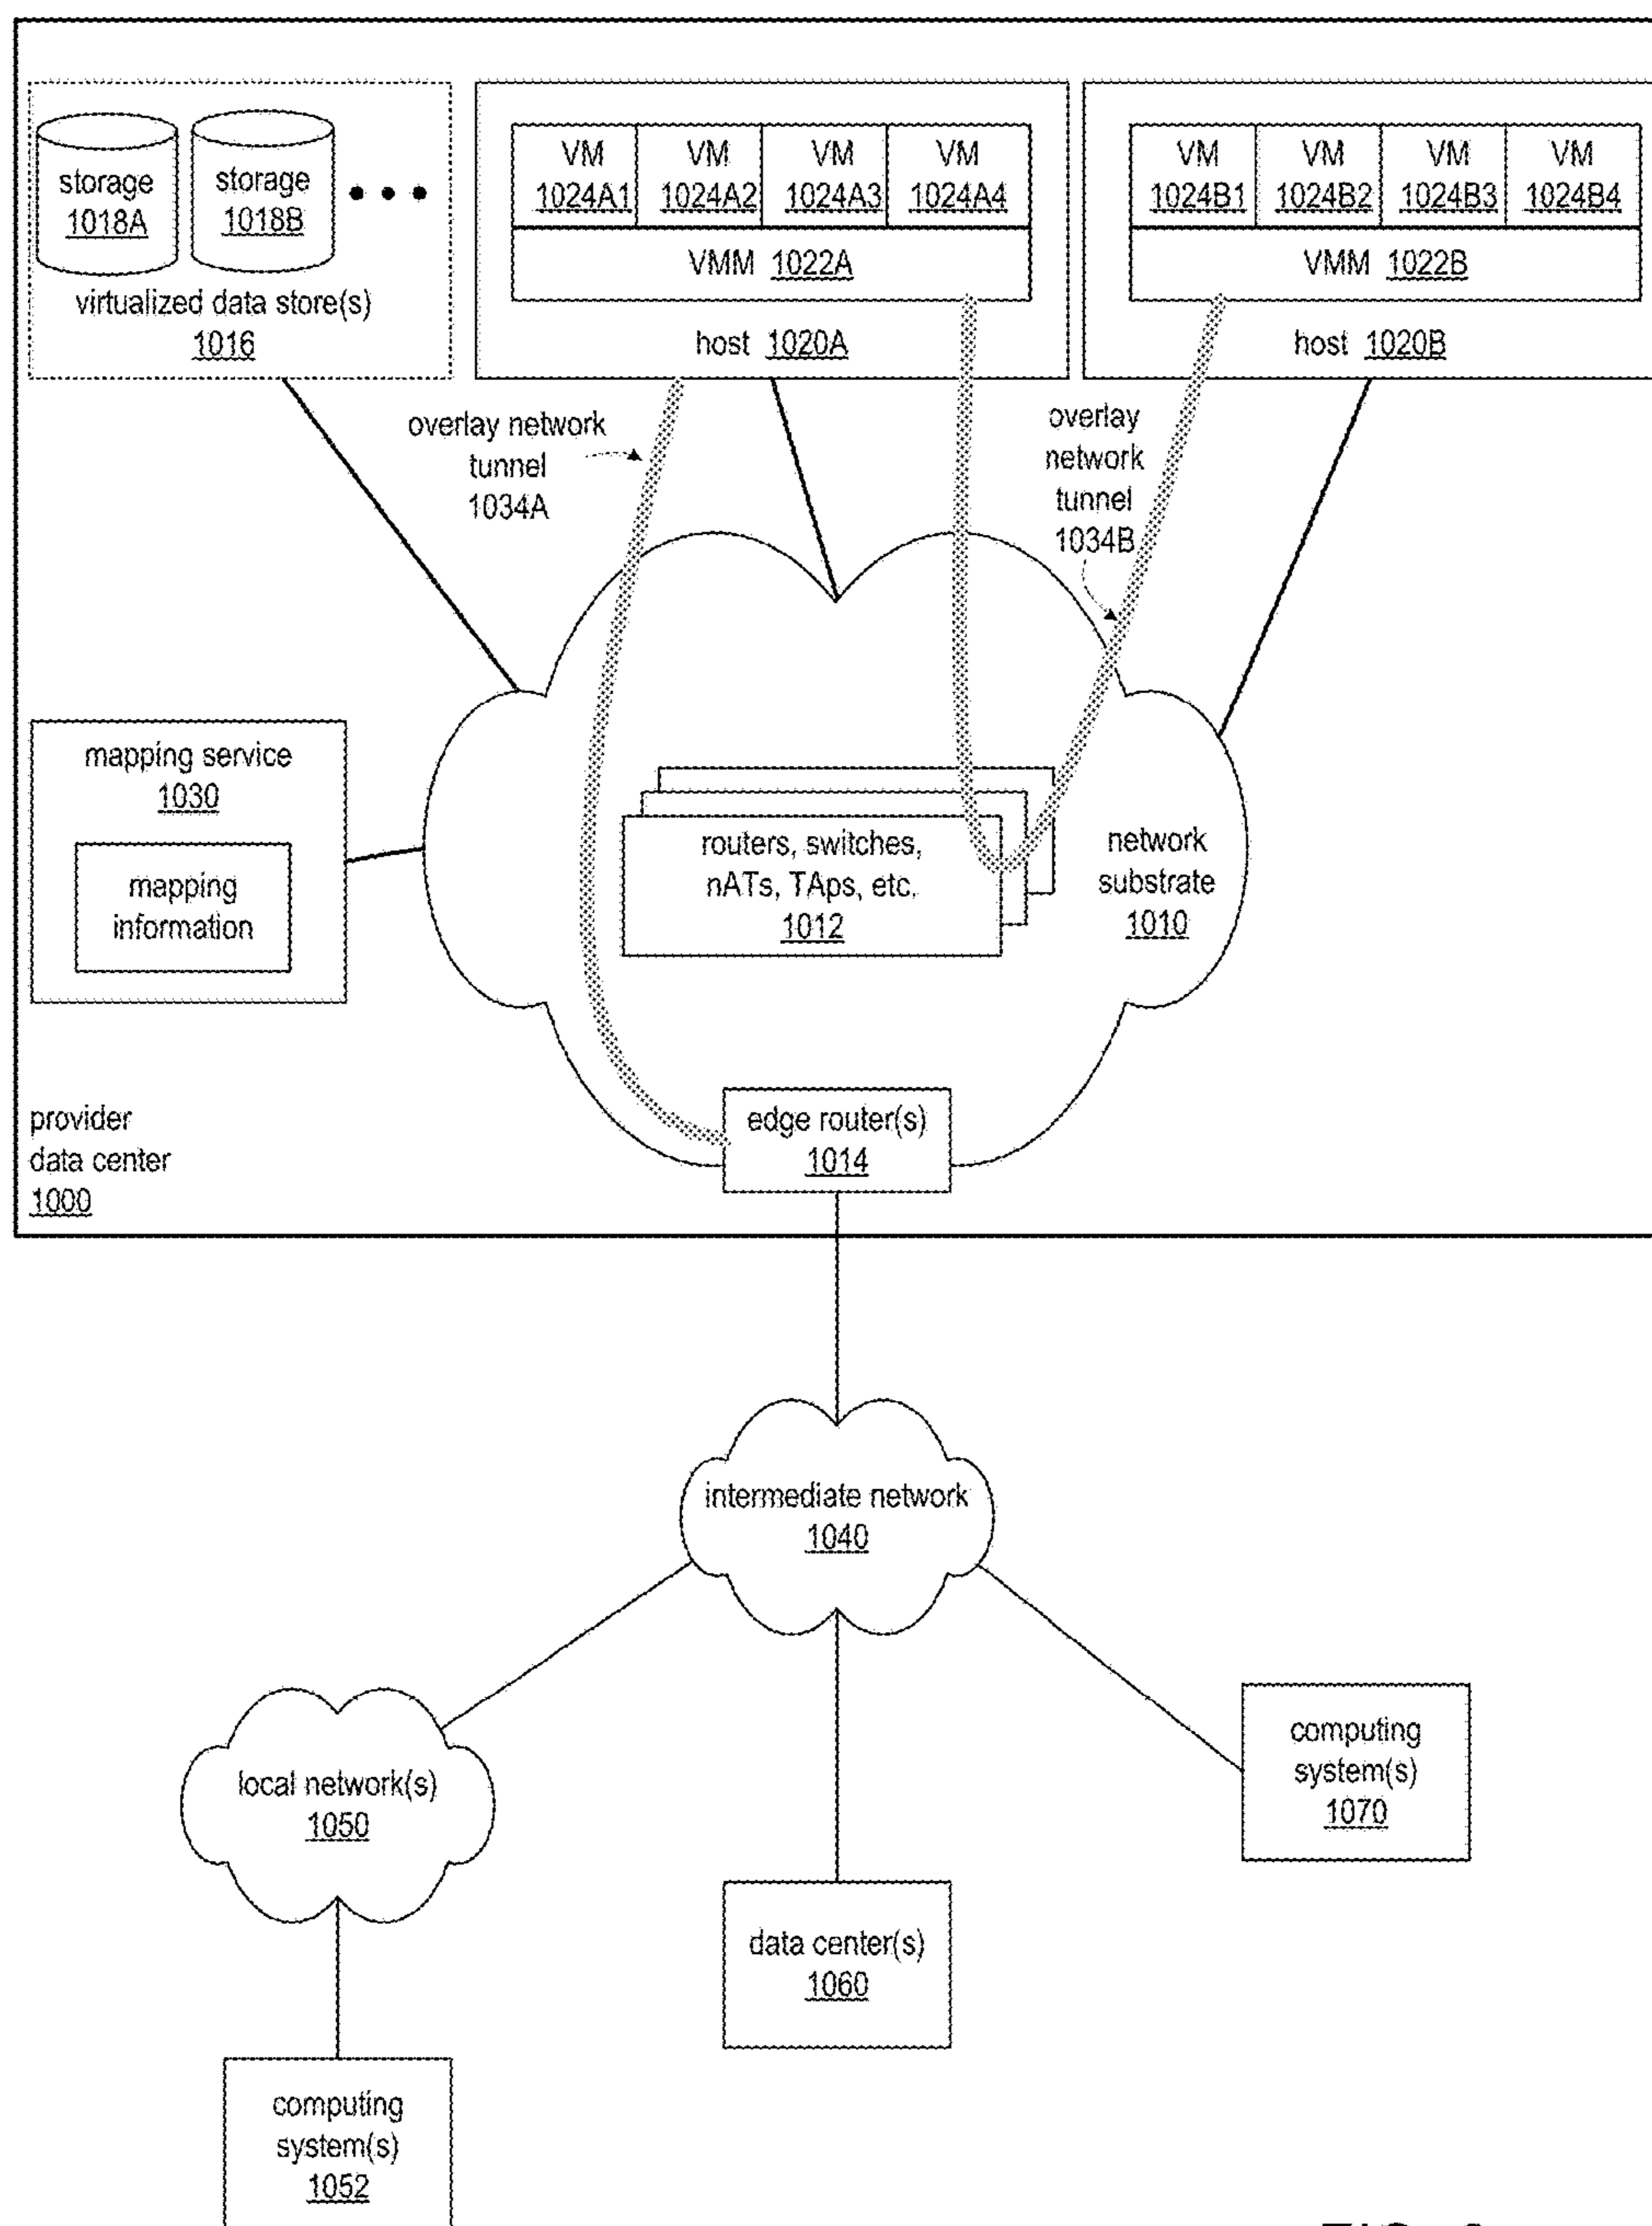 storage
1018A
storage
1018B
virtualized data store(s)
1016
VM
1024A1
VM
1024A2
VM
1024A3
VM
1024A4
VMM 1022A
host 1020A
VM
1024B1
VM
1024B2
VM
1024B3
VM
1024B4
VMM 1022B
host 1020B
overlay network
tunnel
1034A
overlay
network
tunnel
1034B
mapping service
1030
mapping
information
routers, switches,
nATs, TAps, etc.
1012
network
substrate
1010
edge router(s)
1014
provider
data center
1000
intermediate network
1040
local network(s)
1050
computing
system(s)
1070
data center(s)
1060
computing
system(s)
1052